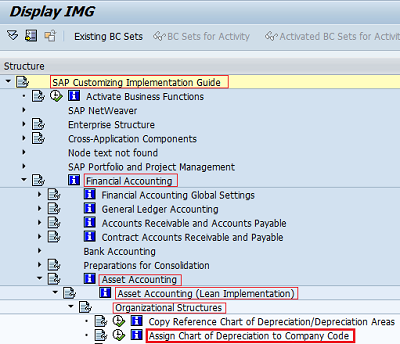 Display IMG
Existing BC Sets
BC Sets for Activity
Activated BC Sets for Activity
Structure
SAP Customizing Implementation Guide
Activate Business Functions
SAP NetWeaver
Enterprise Structure
Cross-Application Components
Node text not found
SAP Portfolio and Project Management
Financial Accounting
Financial Accounting Global Settings
General Ledger Accounting
Accounts Receivable and Accounts Payable
Contract Accounts Receivable and Payable
Bank Accounting
Preparations for Consolidation
Asset Accounting
Asset Accounting (Lean Implementation)
Organizational Structures
Copy Reference Chart of Depreciation/Depreciation Areas
Assign Chart of Depreciation to Company Code